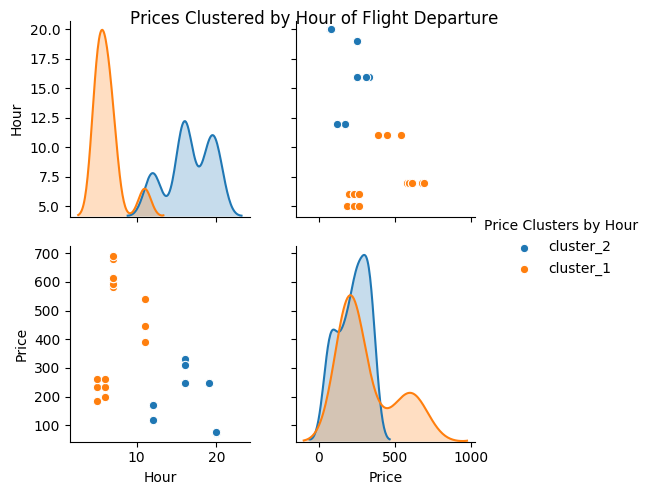 Prices Clustered by Hour of Flight Departure
20.0
17.5
15.0
12.5
10.0
7.5
5.0
Hour
Price Clusters by Hour
cluster_2
cluster_1
700
600
500
400
300
200
100
Price
10
20
Hour
0
500
1000
Price